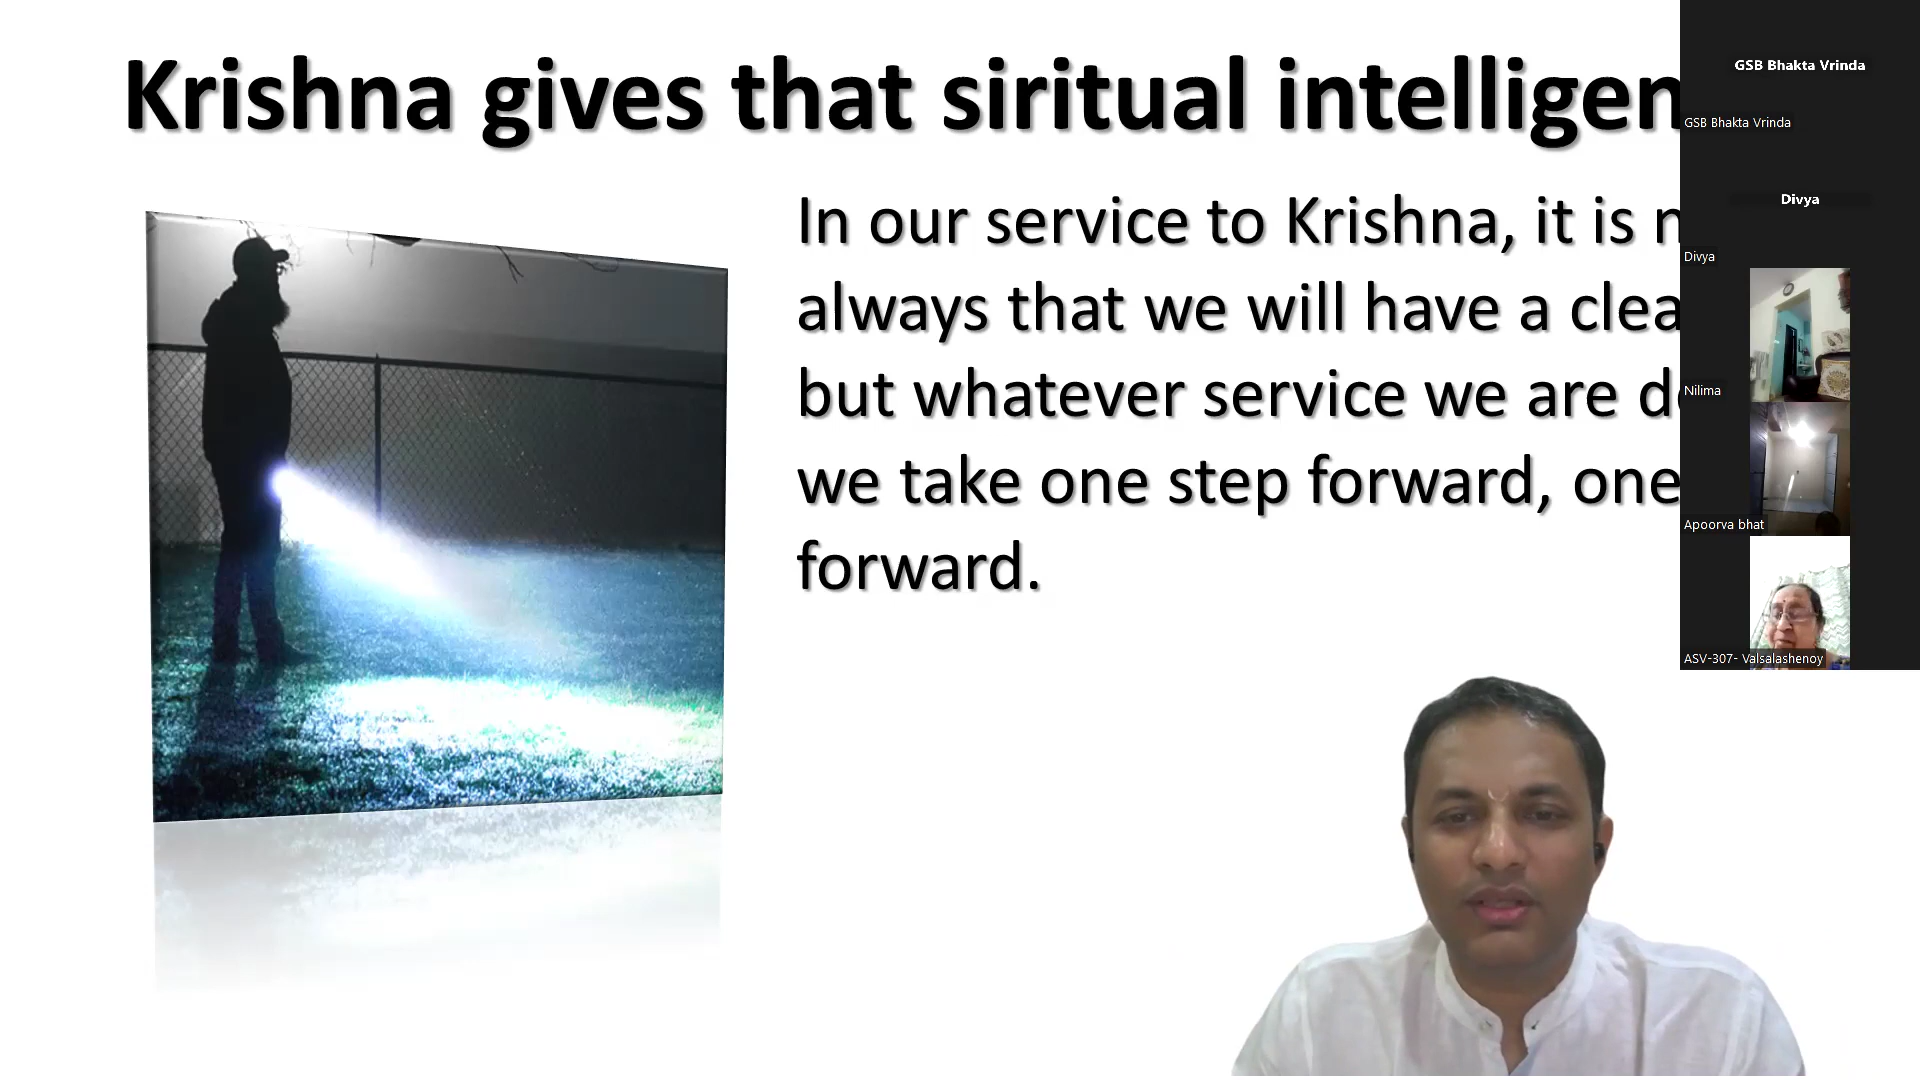 Krishna gives that siritual intelligen
In our service to Krishna, it is n
always that we will have a clea
but whatever service we are d
we take one step forward, one
forward.
GSB Bhakta Vrinda
GSB Bhakta Vrinda
Divya
Divya
Nilima
Apoorva bhat
ASV-307- Valsalashenoy